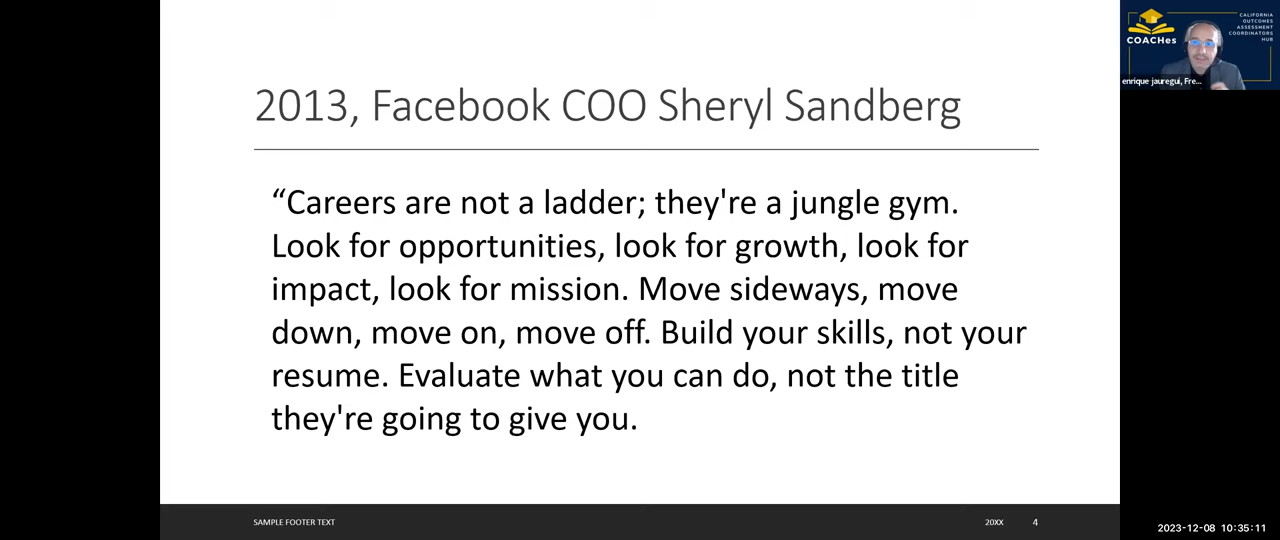 2013, Facebook COO Sheryl Sandberg
“Careers are not a ladder; they're a jungle gym.
Look for opportunities, look for growth, look for
impact, look for mission. Move sideways, move
down, move on, move off. Build your skills, not your
resume. Evaluate what you can do, not the title
they're going to give you.
SAMPLE FOOTER TEXT
20XX
4
COACHes
CALIFORNIA
OUTCOMES
ASSESSMENT
COORDINATORS
HUB
enrique jauregui, Fre...
2023-12-08 10:35:11